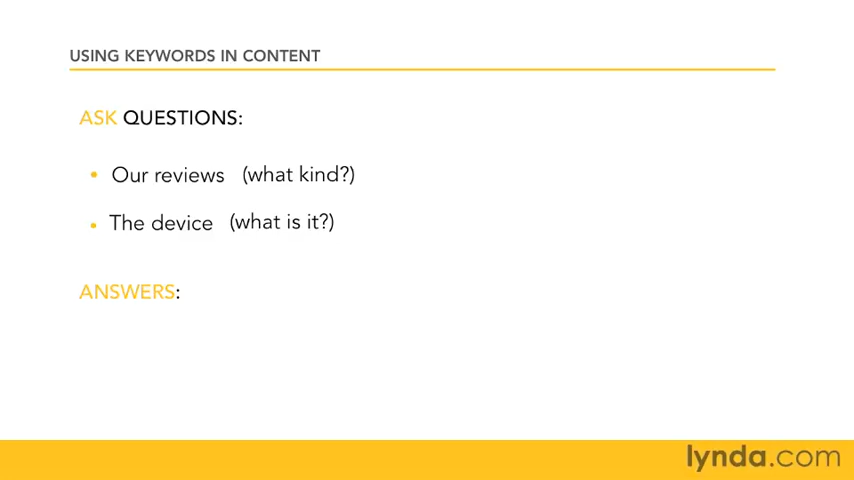 USING KEYWORDS IN CONTENT
ASK QUESTIONS:
• Our reviews (what kind?)
• The device (what is it?)
ANSWERS:
lynda.com